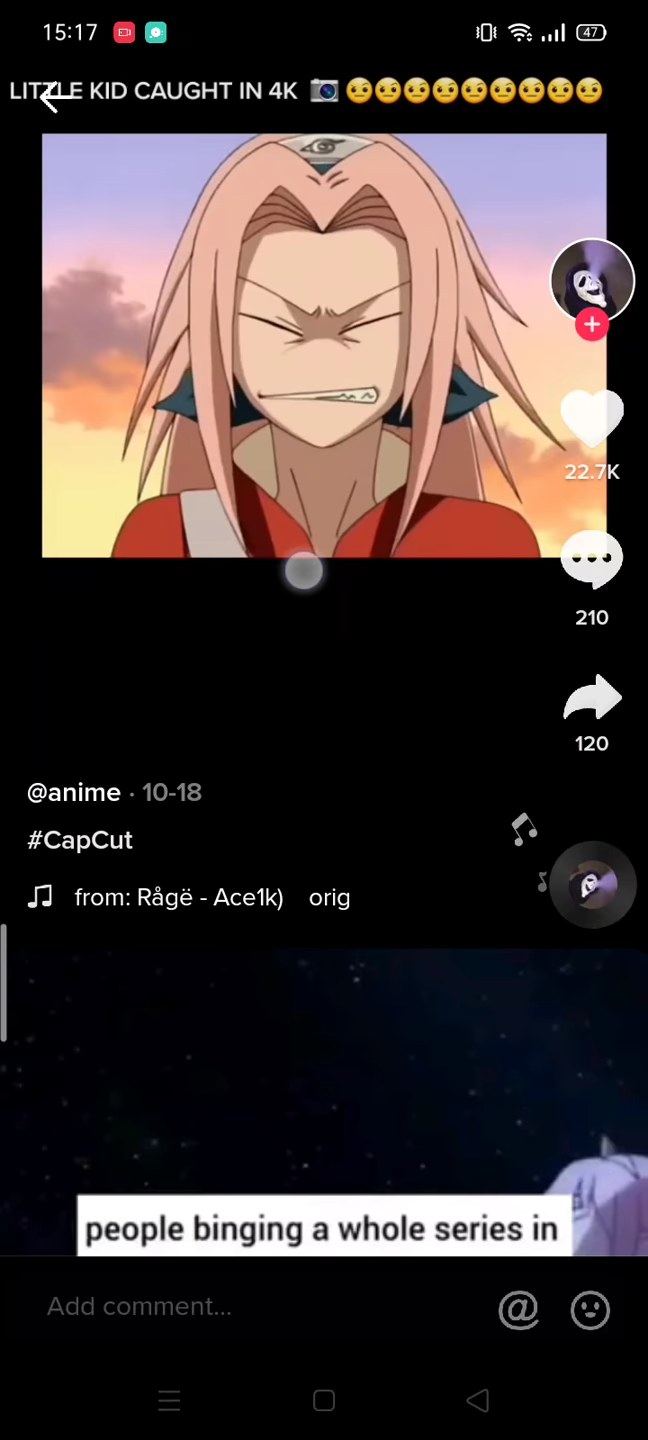 15:17
47
LITTLE KID CAUGHT IN 4K 📷 🤨🤨🤨🤨🤨🤨🤨🤨🤨
22.7K
210
120
@anime · 10-18
#CapCut
from: Rågë - Ace1k) orig
people binging a whole series in
Add comment...